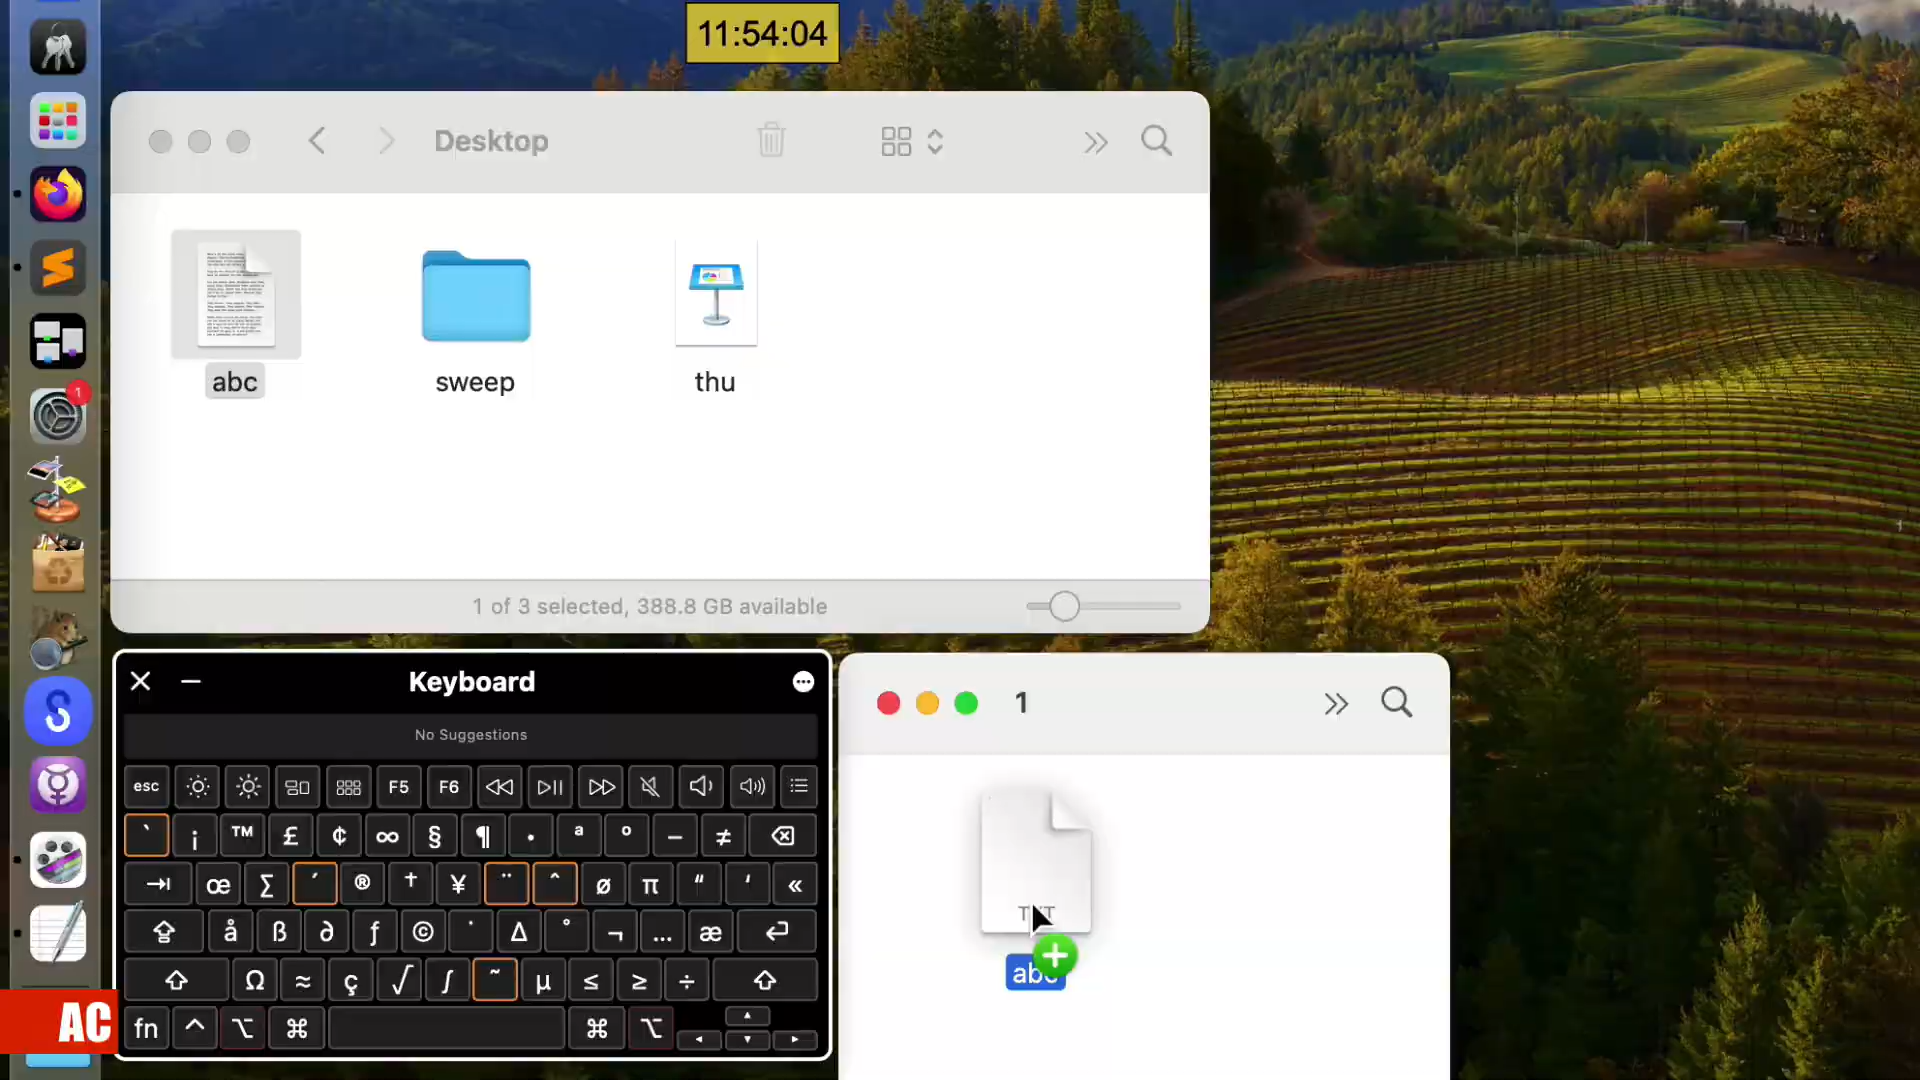 11:54:04
Desktop
1
abc
sweep
thu
1 of 3 selected, 388.8 GB available
Keyboard
No Suggestions
esc F5 F6
` ¡ ™ £ ¢ ∞ § ¶ • ª º – ≠
œ ∑ ´ ® † ¥ ¨ ˆ ø π “ ‘ «
å ß ∂ ƒ © ˙ ∆ ˚ ¬ … æ
Ω ≈ ç √ ∫ ˜ µ ≤ ≥ ÷
fn ^ ⌥ ⌘ ⌘ ⌥
1
AC